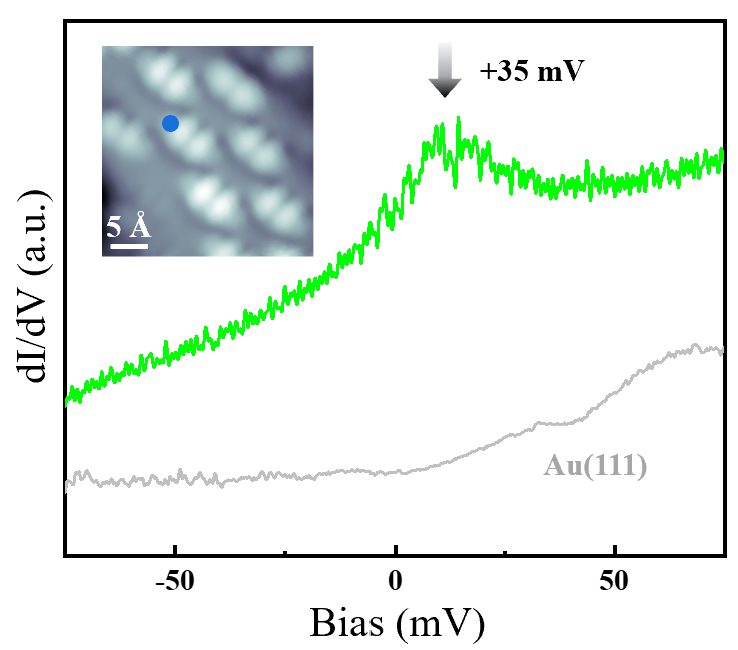 +35 mV
5 Å
dI/dV (a.u.)
Au(111)
-50 0 50
Bias (mV)